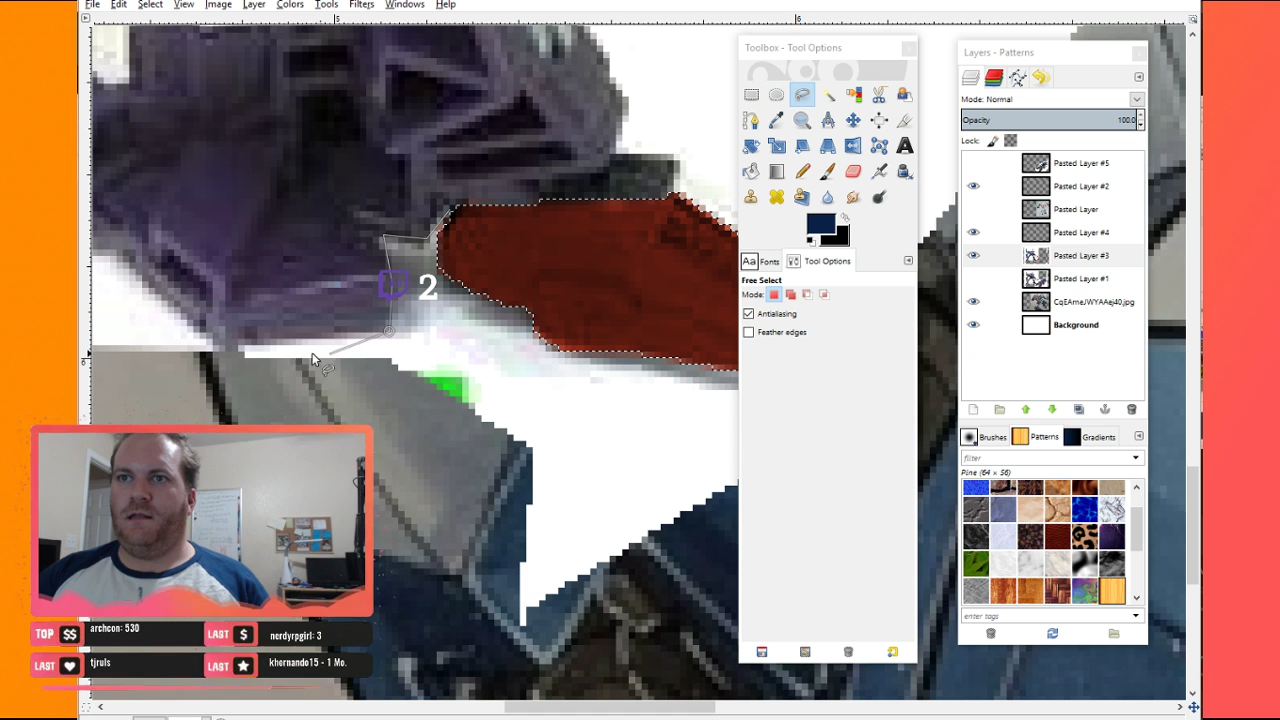 File Edit Select View Image Layer Colors Tools Filters Windows Help
5 6
Toolbox - Tool Options
Layers - Patterns
Mode: Normal
Opacity 100.0
Lock:
Pasted Layer #5
Pasted Layer #2
Pasted Layer
Pasted Layer #4
Pasted Layer #3
Pasted Layer #1
CqEAmeJWYAAej40.jpg
Background
Aa Fonts Tool Options
Free Select
Mode:
Antialiasing
Feather edges
2
Brushes Patterns Gradients
filter
Pine (64 × 56)
enter tags
TOP $$ archcon: 530 LAST $ nerdyrpgirl: 3
LAST tjruls LAST khernando15 - 1 Mo.